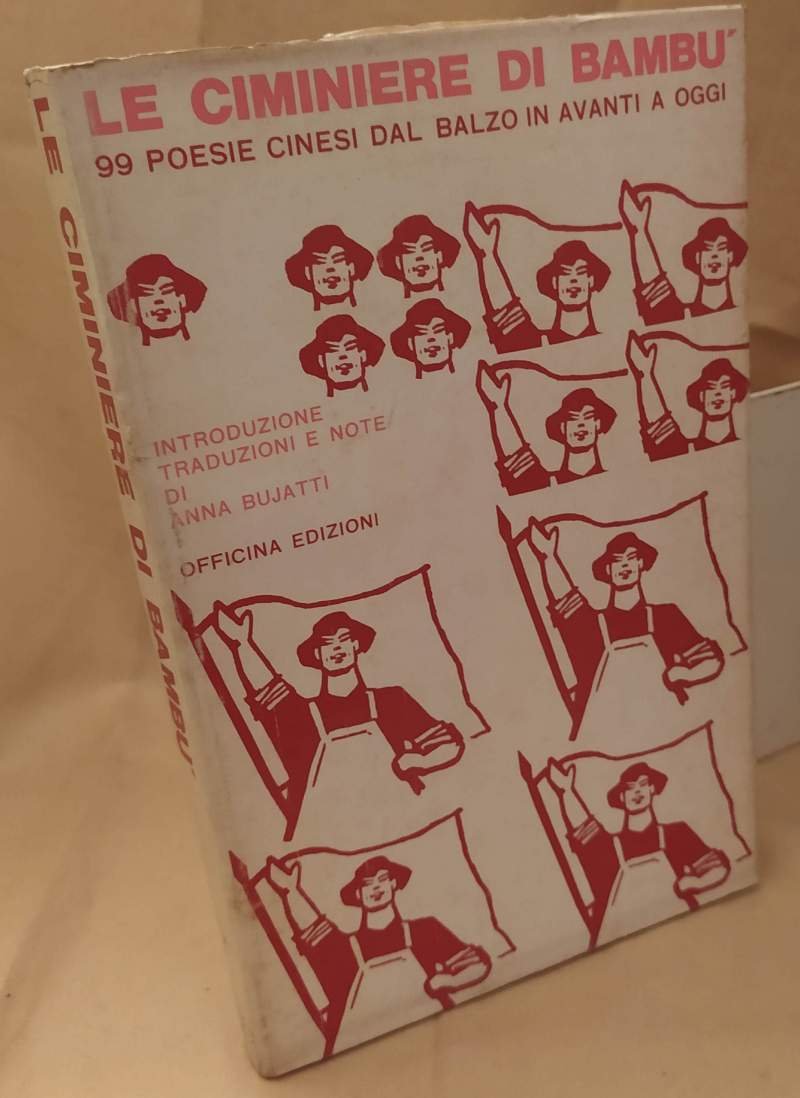 LE CIMINIERE DI BAMBU'
99 POESIE CINESI DAL BALZO IN AVANTI A OGGI
INTRODUZIONE
TRADUZIONI E NOTE
DI
ANNA BUJATTI
OFFICINA EDIZIONI
LE CIMINIERE DI BAMBU'